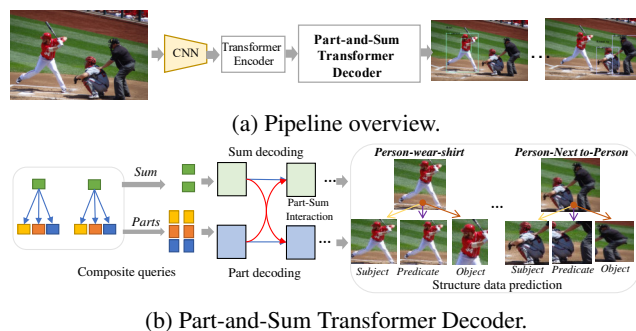 CNN
Transformer
Encoder
Part-and-Sum
Transformer
Decoder
...
(a) Pipeline overview.
Sum
Parts
Composite queries
Sum decoding
Part-Sum
Interaction
...
...
Part decoding
Person-wear-shirt
Person-Next to-Person
...
Subject Predicate Object
Subject Predicate Object
Structure data prediction
(b) Part-and-Sum Transformer Decoder.